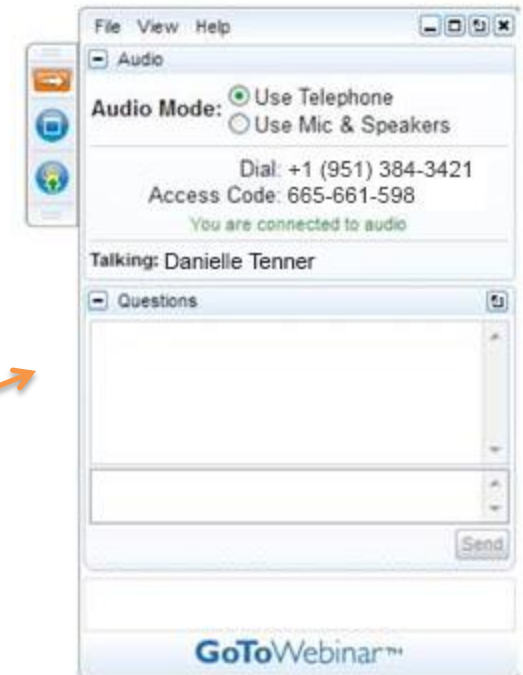 File View Help
Audio
Audio Mode: Use Telephone
Use Mic & Speakers
Dial: +1 (951) 384-3421
Access Code: 665-661-598
You are connected to audio
Talking: Danielle Tenner
Questions
Send
GoToWebinar™